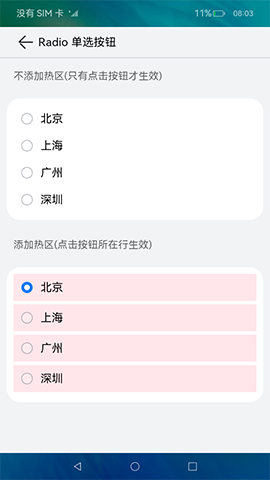 没有 SIM 卡 11% 08:03
Radio 单选按钮
不添加热区(只有点击按钮才生效)
北京
上海
广州
深圳
添加热区(点击按钮所在行生效)
北京
上海
广州
深圳